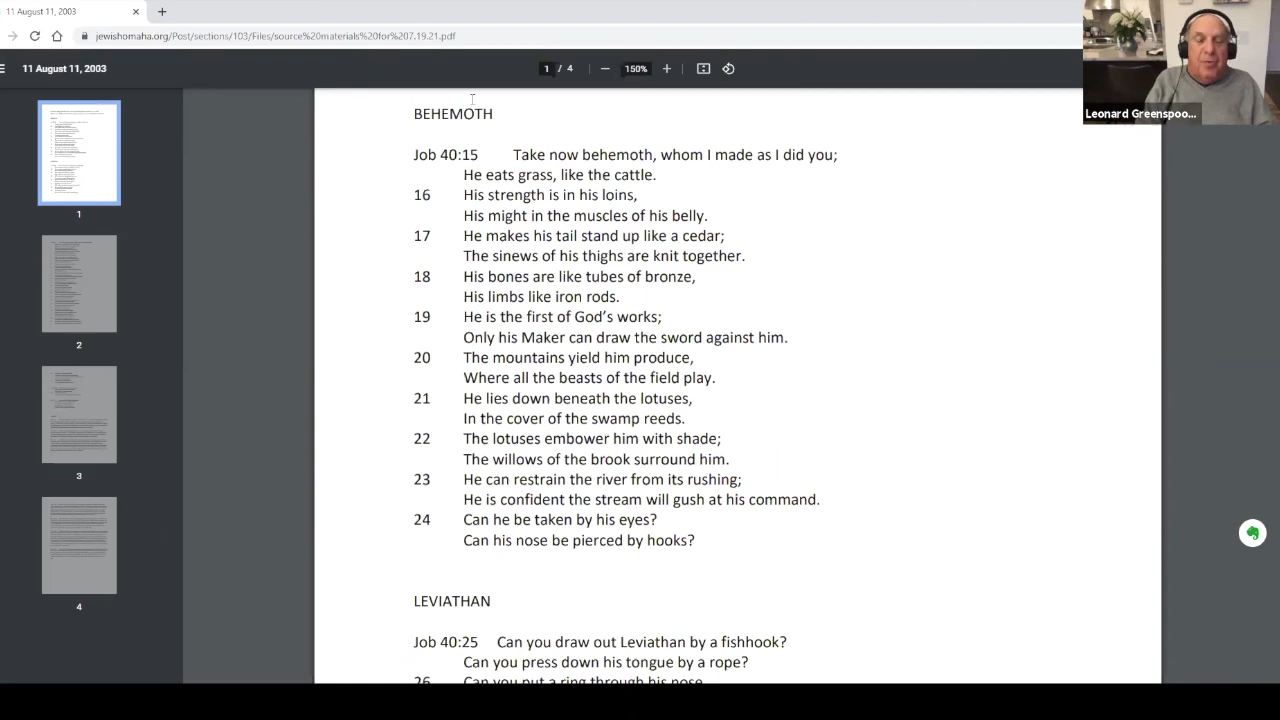 11 August 11, 2003
jewishomaha.org/Post/sections/103/Files/source%20materials%20for%207.19.21.pdf
11 August 11, 2003
1 / 4
150%
Leonard Greenspoo...
BEHEMOTH
Job 40:15 Take now behemoth, whom I made as I did you;
He eats grass, like the cattle.
16 His strength is in his loins,
His might in the muscles of his belly.
17 He makes his tail stand up like a cedar;
The sinews of his thighs are knit together.
18 His bones are like tubes of bronze,
His limbs like iron rods.
19 He is the first of God’s works;
Only his Maker can draw the sword against him.
20 The mountains yield him produce,
Where all the beasts of the field play.
21 He lies down beneath the lotuses,
In the cover of the swamp reeds.
22 The lotuses embower him with shade;
The willows of the brook surround him.
23 He can restrain the river from its rushing;
He is confident the stream will gush at his command.
24 Can he be taken by his eyes?
Can his nose be pierced by hooks?
LEVIATHAN
Job 40:25 Can you draw out Leviathan by a fishhook?
Can you press down his tongue by a rope?
26 Can you put a ring through his nose
1
2
3
4